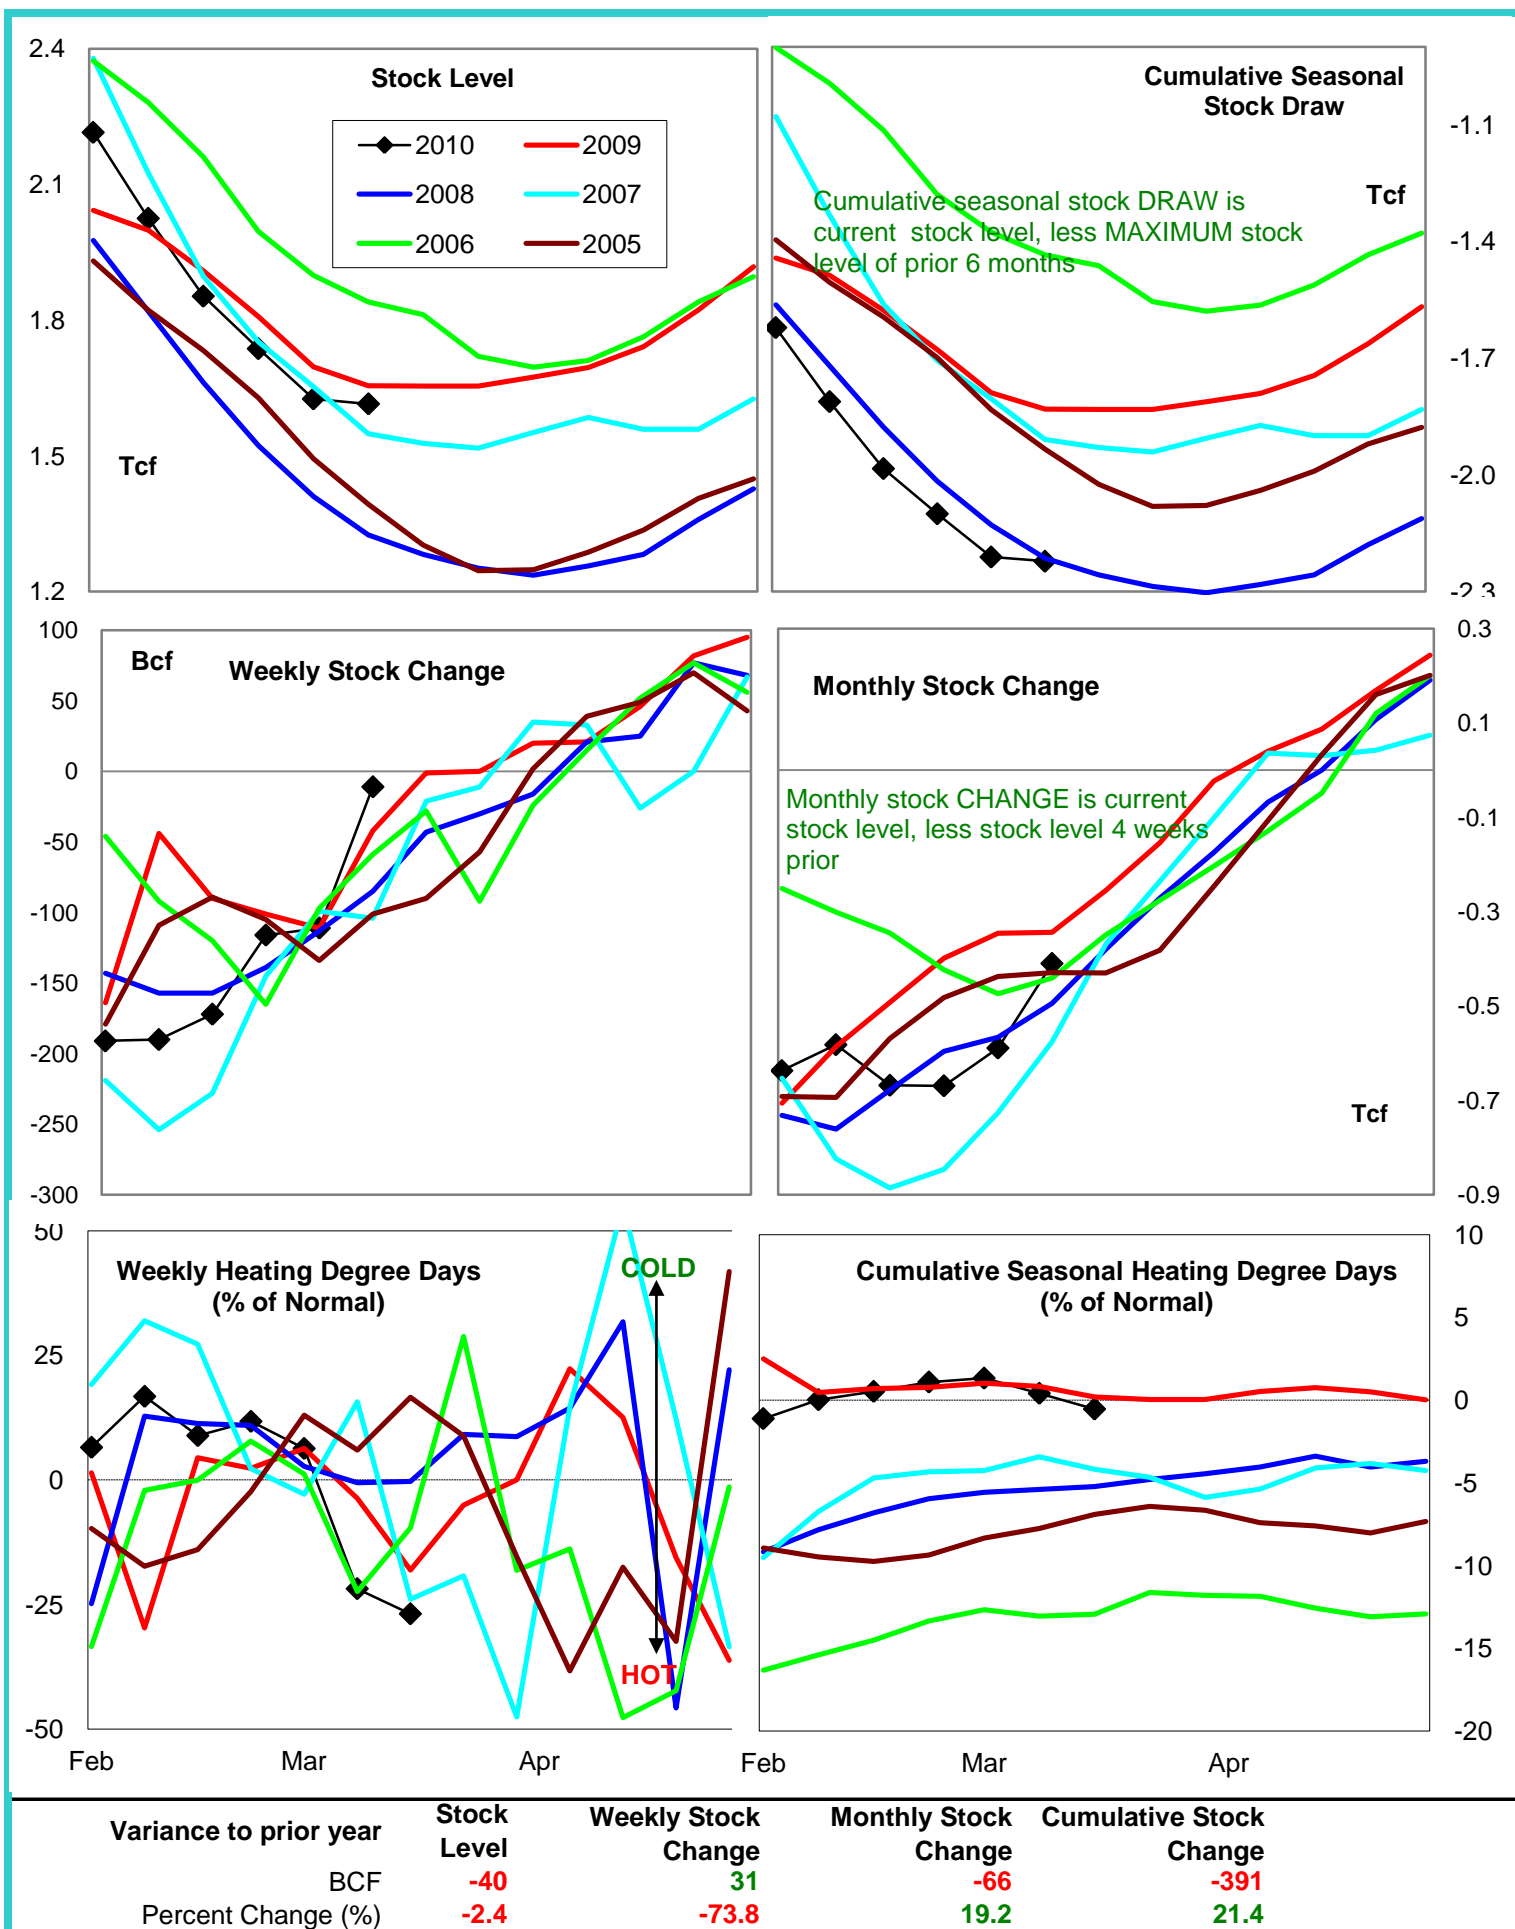 Stock Level
2.4
2.1
1.8
1.5
1.2
2010
2009
2008
2007
2006
2005
Tcf
Cumulative Seasonal
Stock Draw
Tcf
Cumulative seasonal stock DRAW is
current stock level, less MAXIMUM stock
level of prior 6 months
-1.1
-1.4
-1.7
-2.0
-2.3
Bcf
Weekly Stock Change
100
50
0
-50
-100
-150
-200
-250
-300
Monthly Stock Change
Monthly stock CHANGE is current
stock level, less stock level 4 weeks
prior
Tcf
0.3
0.1
-0.1
-0.3
-0.5
-0.7
-0.9
Weekly Heating Degree Days
(% of Normal)
COLD
HOT
50
25
0
-25
-50
Feb Mar Apr
Cumulative Seasonal Heating Degree Days
(% of Normal)
10
5
0
-5
-10
-15
-20
Feb Mar Apr
Variance to prior year
Stock
Level
Weekly Stock
Change
Monthly Stock
Change
Cumulative Stock
Change
BCF -40 31 -66 -391
Percent Change (%) -2.4 -73.8 19.2 21.4